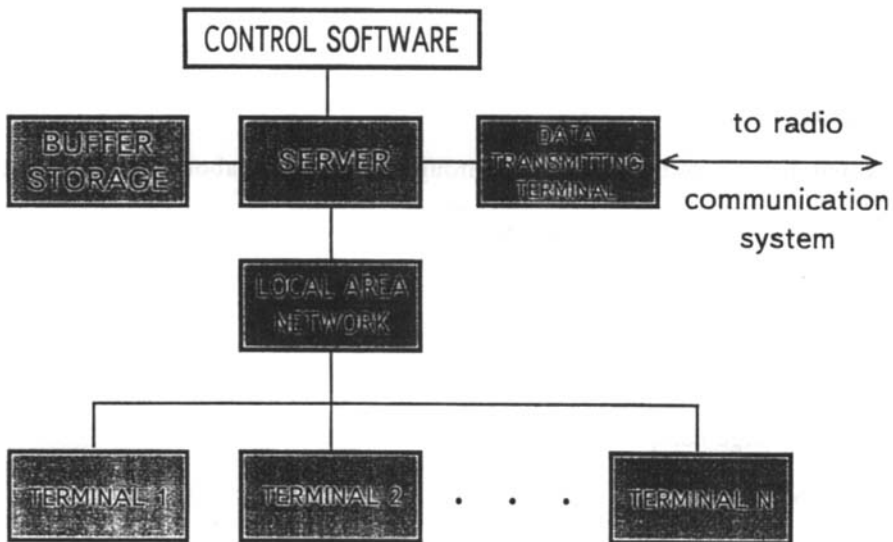 CONTROL SOFTWARE
BUFFER
STORAGE
SERVER
DATA
TRANSMITTING
TERMINAL
to radio
communication
system
LOCAL AREA
NETWORK
TERMINAL 1
TERMINAL 2
. . .
TERMINAL N